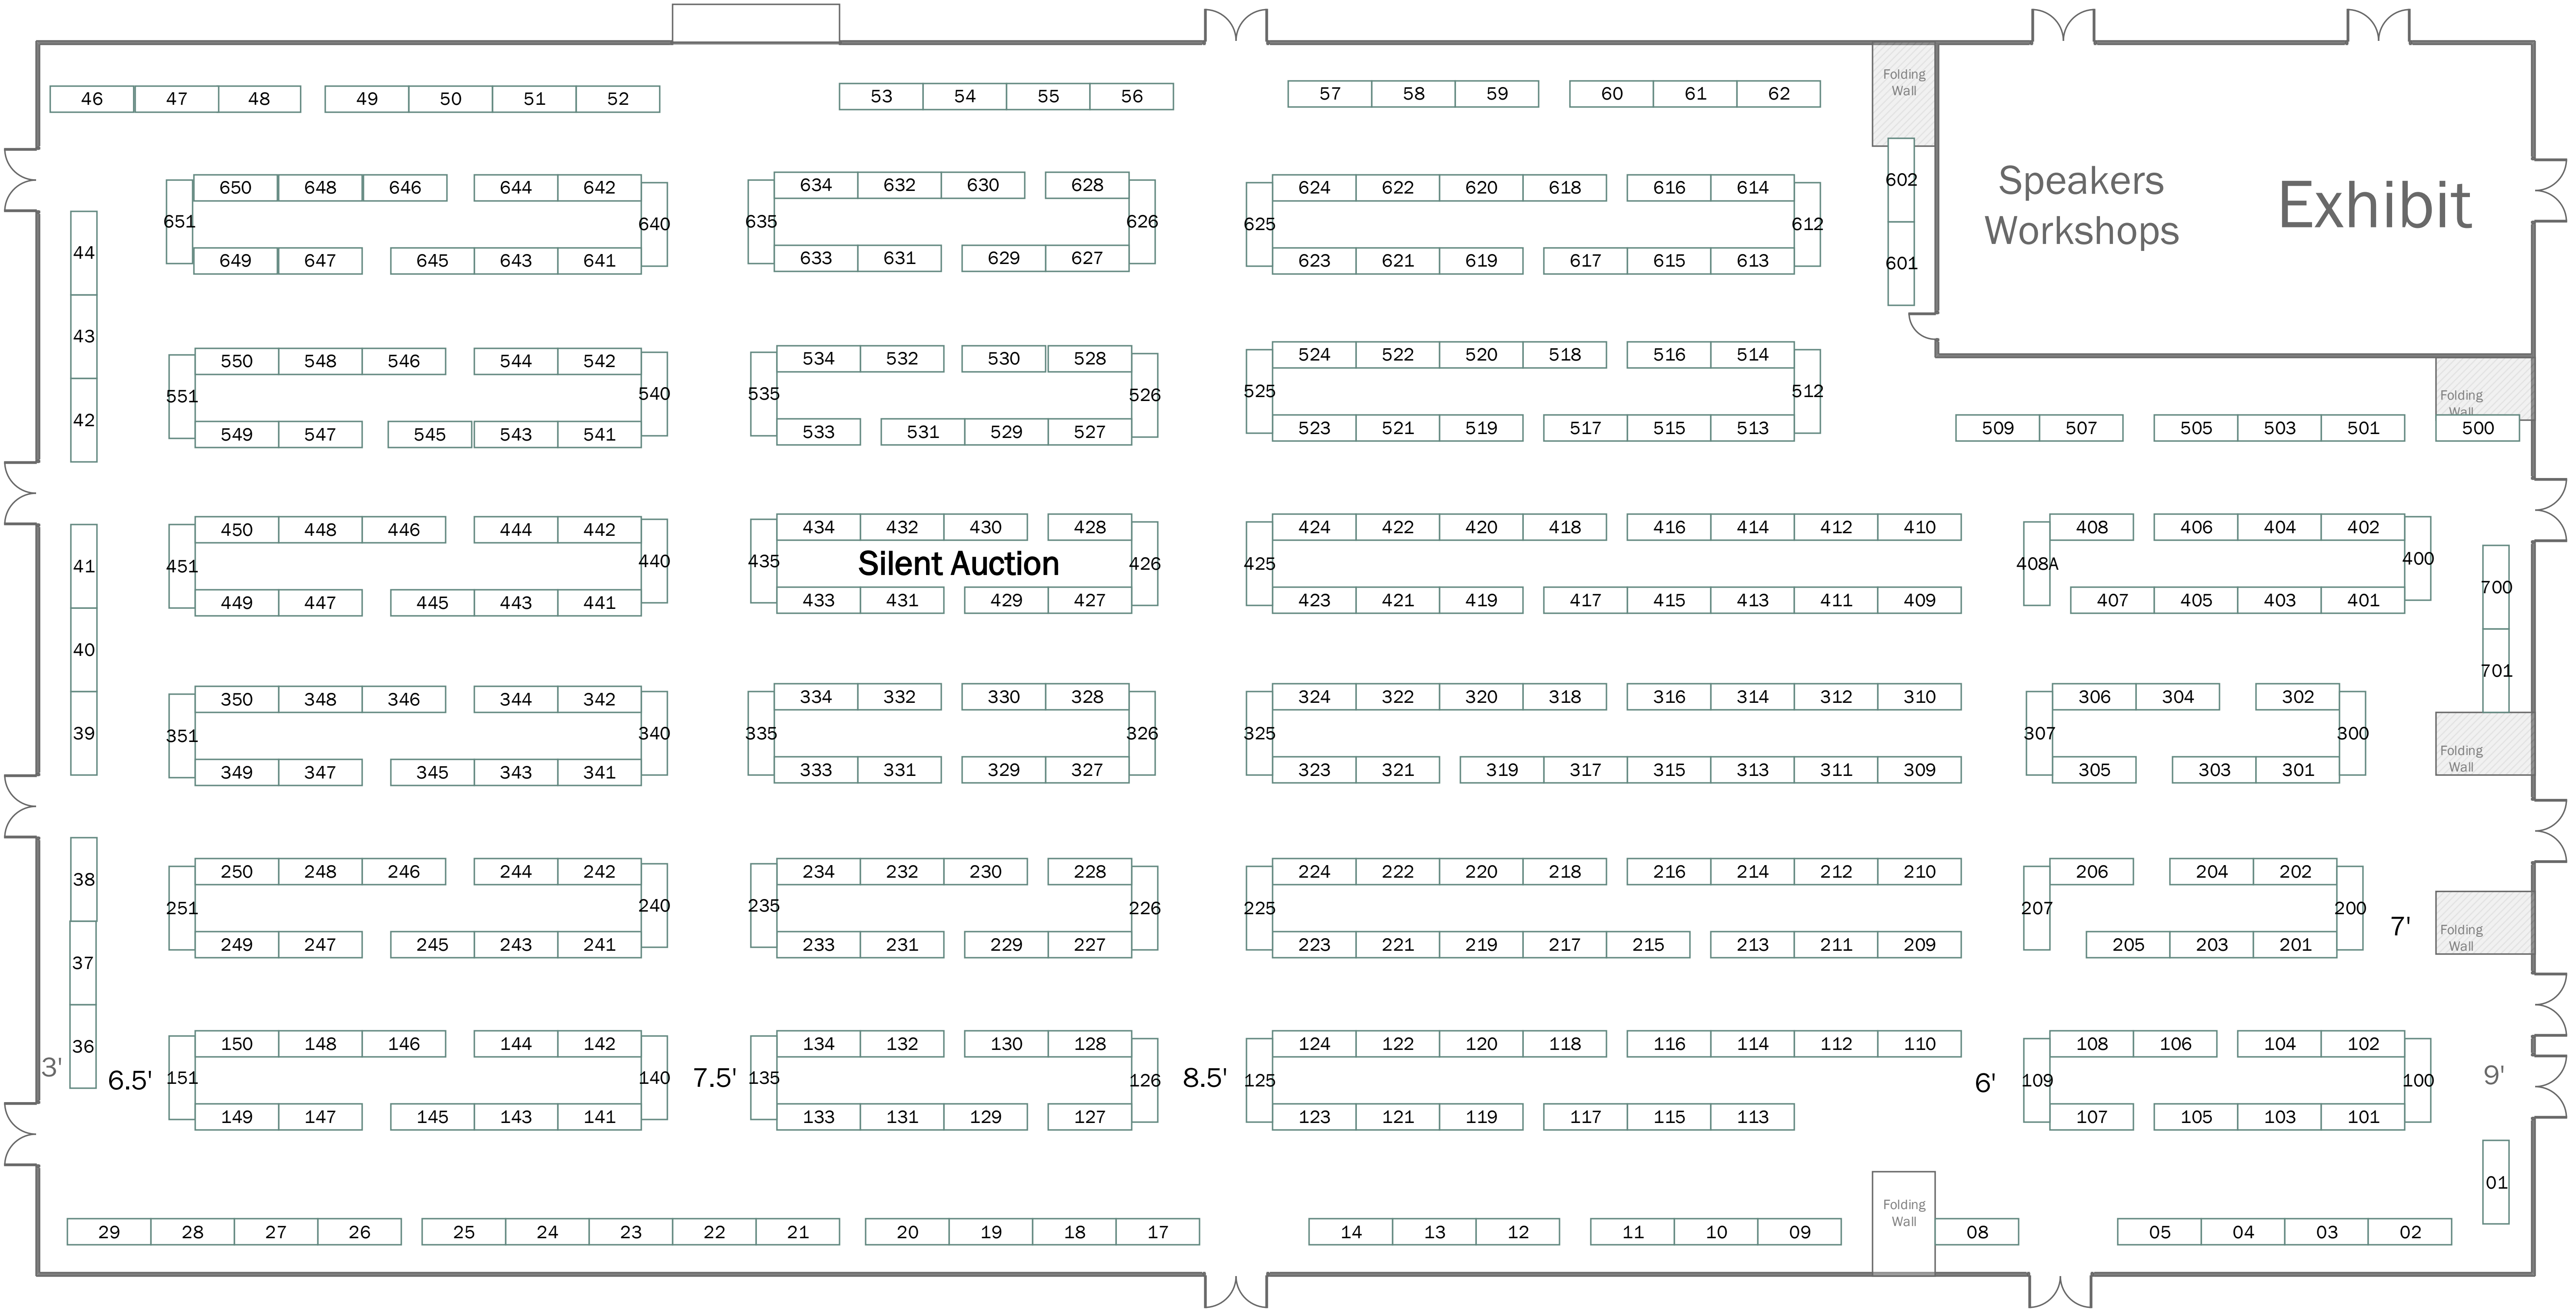 46 47 48 49 50 51 52 53 54 55 56 57 58 59 60 61 62
Folding
Wall
650 648 646 644 642 634 632 630 628 624 622 620 618 616 614
602
Speakers
Workshops
Exhibit
651 640 635 626 625 612
44
649 647 645 643 641 633 631 629 627 623 621 619 617 615 613
601
43
550 548 546 544 542 534 532 530 528 524 522 520 518 516 514
551 540 535 526 525 512
Folding
Wall
42
549 547 545 543 541 533 531 529 527 523 521 519 517 515 513 509 507 505 503 501 500
450 448 446 444 442 434 432 430 428 424 422 420 418 416 414 412 410 408 406 404 402
41 451 440 435 Silent Auction 426 425 408A 400
700
449 447 445 443 441 433 431 429 427 423 421 419 417 415 413 411 409 407 405 403 401
40
701
350 348 346 344 342 334 332 330 328 324 322 320 318 316 314 312 310 306 304 302
39 351 340 335 326 325 307 300
Folding
Wall
349 347 345 343 341 333 331 329 327 323 321 319 317 315 313 311 309 305 303 301
38
250 248 246 244 242 234 232 230 228 224 222 220 218 216 214 212 210 206 204 202
251 240 235 226 225 207 200 7'
Folding
Wall
37
249 247 245 243 241 233 231 229 227 223 221 219 217 215 213 211 209 205 203 201
36
150 148 146 144 142 134 132 130 128 124 122 120 118 116 114 112 110 108 106 104 102
3' 6.5' 151 140 7.5' 135 126 8.5' 125 6' 109 100 9'
149 147 145 143 141 133 131 129 127 123 121 119 117 115 113 107 105 103 101
01
Folding
Wall
29 28 27 26 25 24 23 22 21 20 19 18 17 14 13 12 11 10 09 08 05 04 03 02